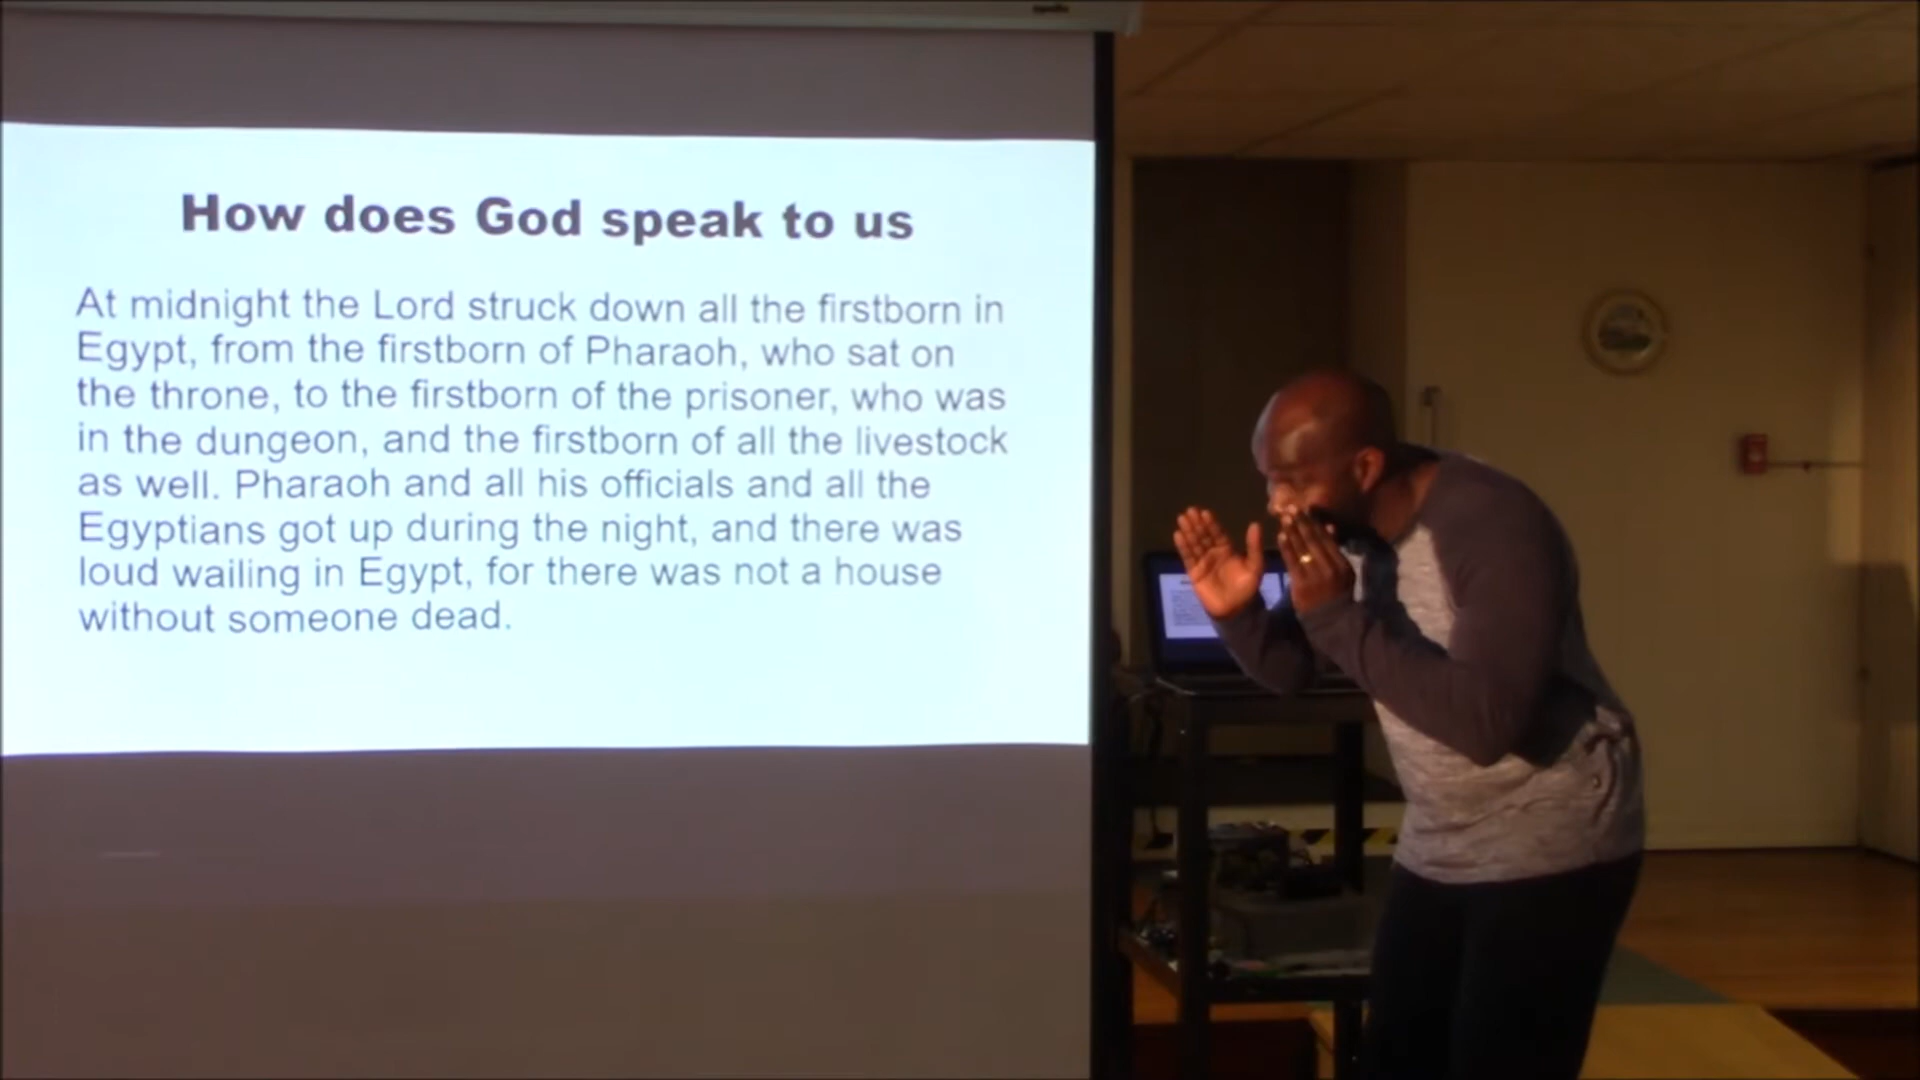 How does God speak to us
At midnight the Lord struck down all the firstborn in
Egypt, from the firstborn of Pharaoh, who sat on
the throne, to the firstborn of the prisoner, who was
in the dungeon, and the firstborn of all the livestock
as well. Pharaoh and all his officials and all the
Egyptians got up during the night, and there was
loud wailing in Egypt, for there was not a house
without someone dead.